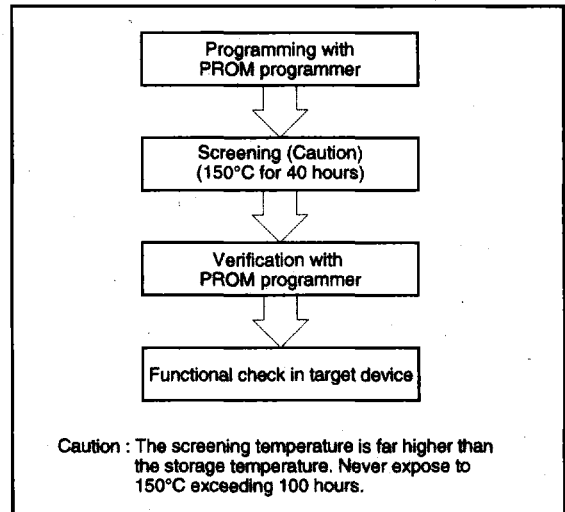 Programming with
PROM programmer
Screening (Caution)
(150°C for 40 hours)
Verification with
PROM programmer
Functional check in target device
Caution : The screening temperature is far higher than
the storage temperature. Never expose to
150°C exceeding 100 hours.